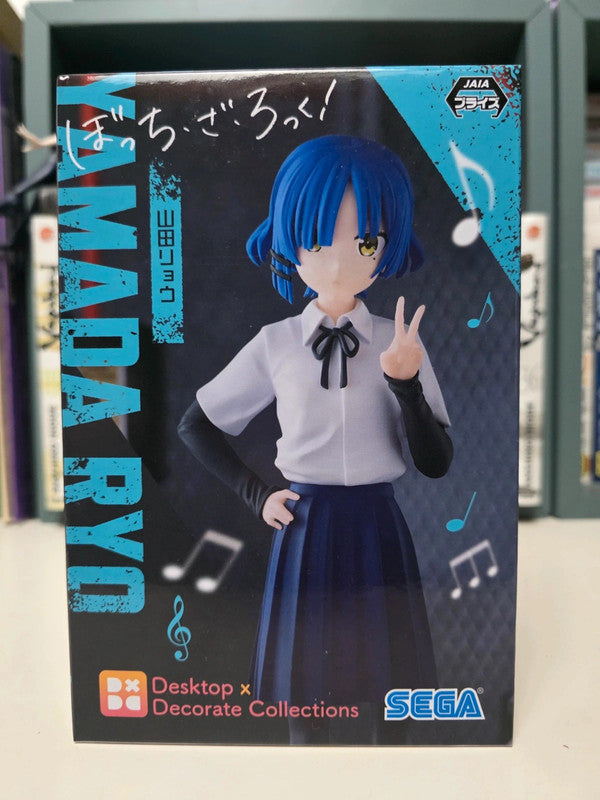 ぼっち・ざ・ろっく!
JAIA
プライズ
YAMADA RYO
山田リョウ
Desktop ×
Decorate Collections
SEGA®